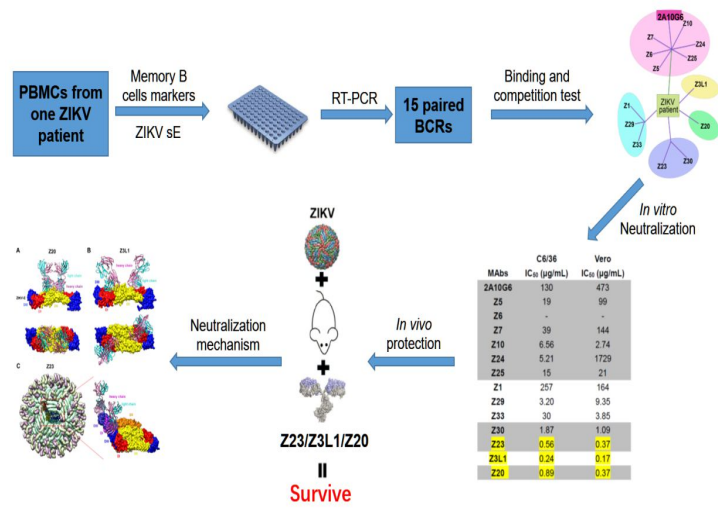 PBMCs from
one ZIKV
patient
Memory B
cells markers
ZIKV sE
RT-PCR
15 paired
BCRs
Binding and
competition test
2A10G6
Z10
Z7
Z24
Z6
Z25
Z5
Z3L1
Z1
ZIKV
patient
Z29
Z20
Z33
Z23
Z30
In vitro
Neutralization
C6/36 Vero
MAbs IC₅₀ (µg/mL) IC₅₀ (µg/mL)
2A10G6 130 473
Z5 19 99
Z6 - -
Z7 39 144
Z10 6.56 2.74
Z24 5.21 1729
Z25 15 21
Z1 257 164
Z29 3.20 9.35
Z33 30 3.85
Z30 1.87 1.09
Z23 0.56 0.37
Z3L1 0.24 0.17
Z20 0.89 0.37
In vivo
protection
ZIKV
+
+
Z23/Z3L1/Z20
=
Survive
Neutralization
mechanism
A Z20 B Z3L1
C Z23
heavy chain